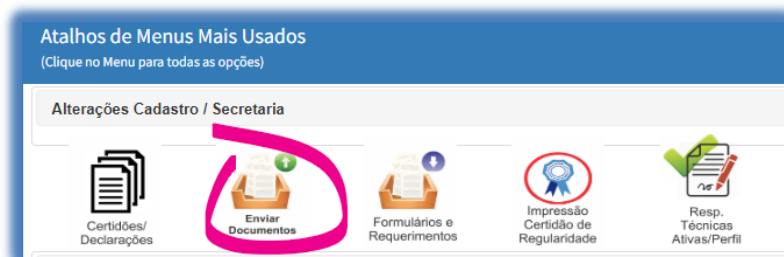 Atalhos de Menus Mais Usados
(Clique no Menu para todas as opções)
Alterações Cadastro / Secretaria
Certidões/
Declarações
Enviar
Documentos
Formulários e
Requerimentos
Impressão
Certidão de
Regularidade
Resp.
Técnicas
Ativas/Perfil